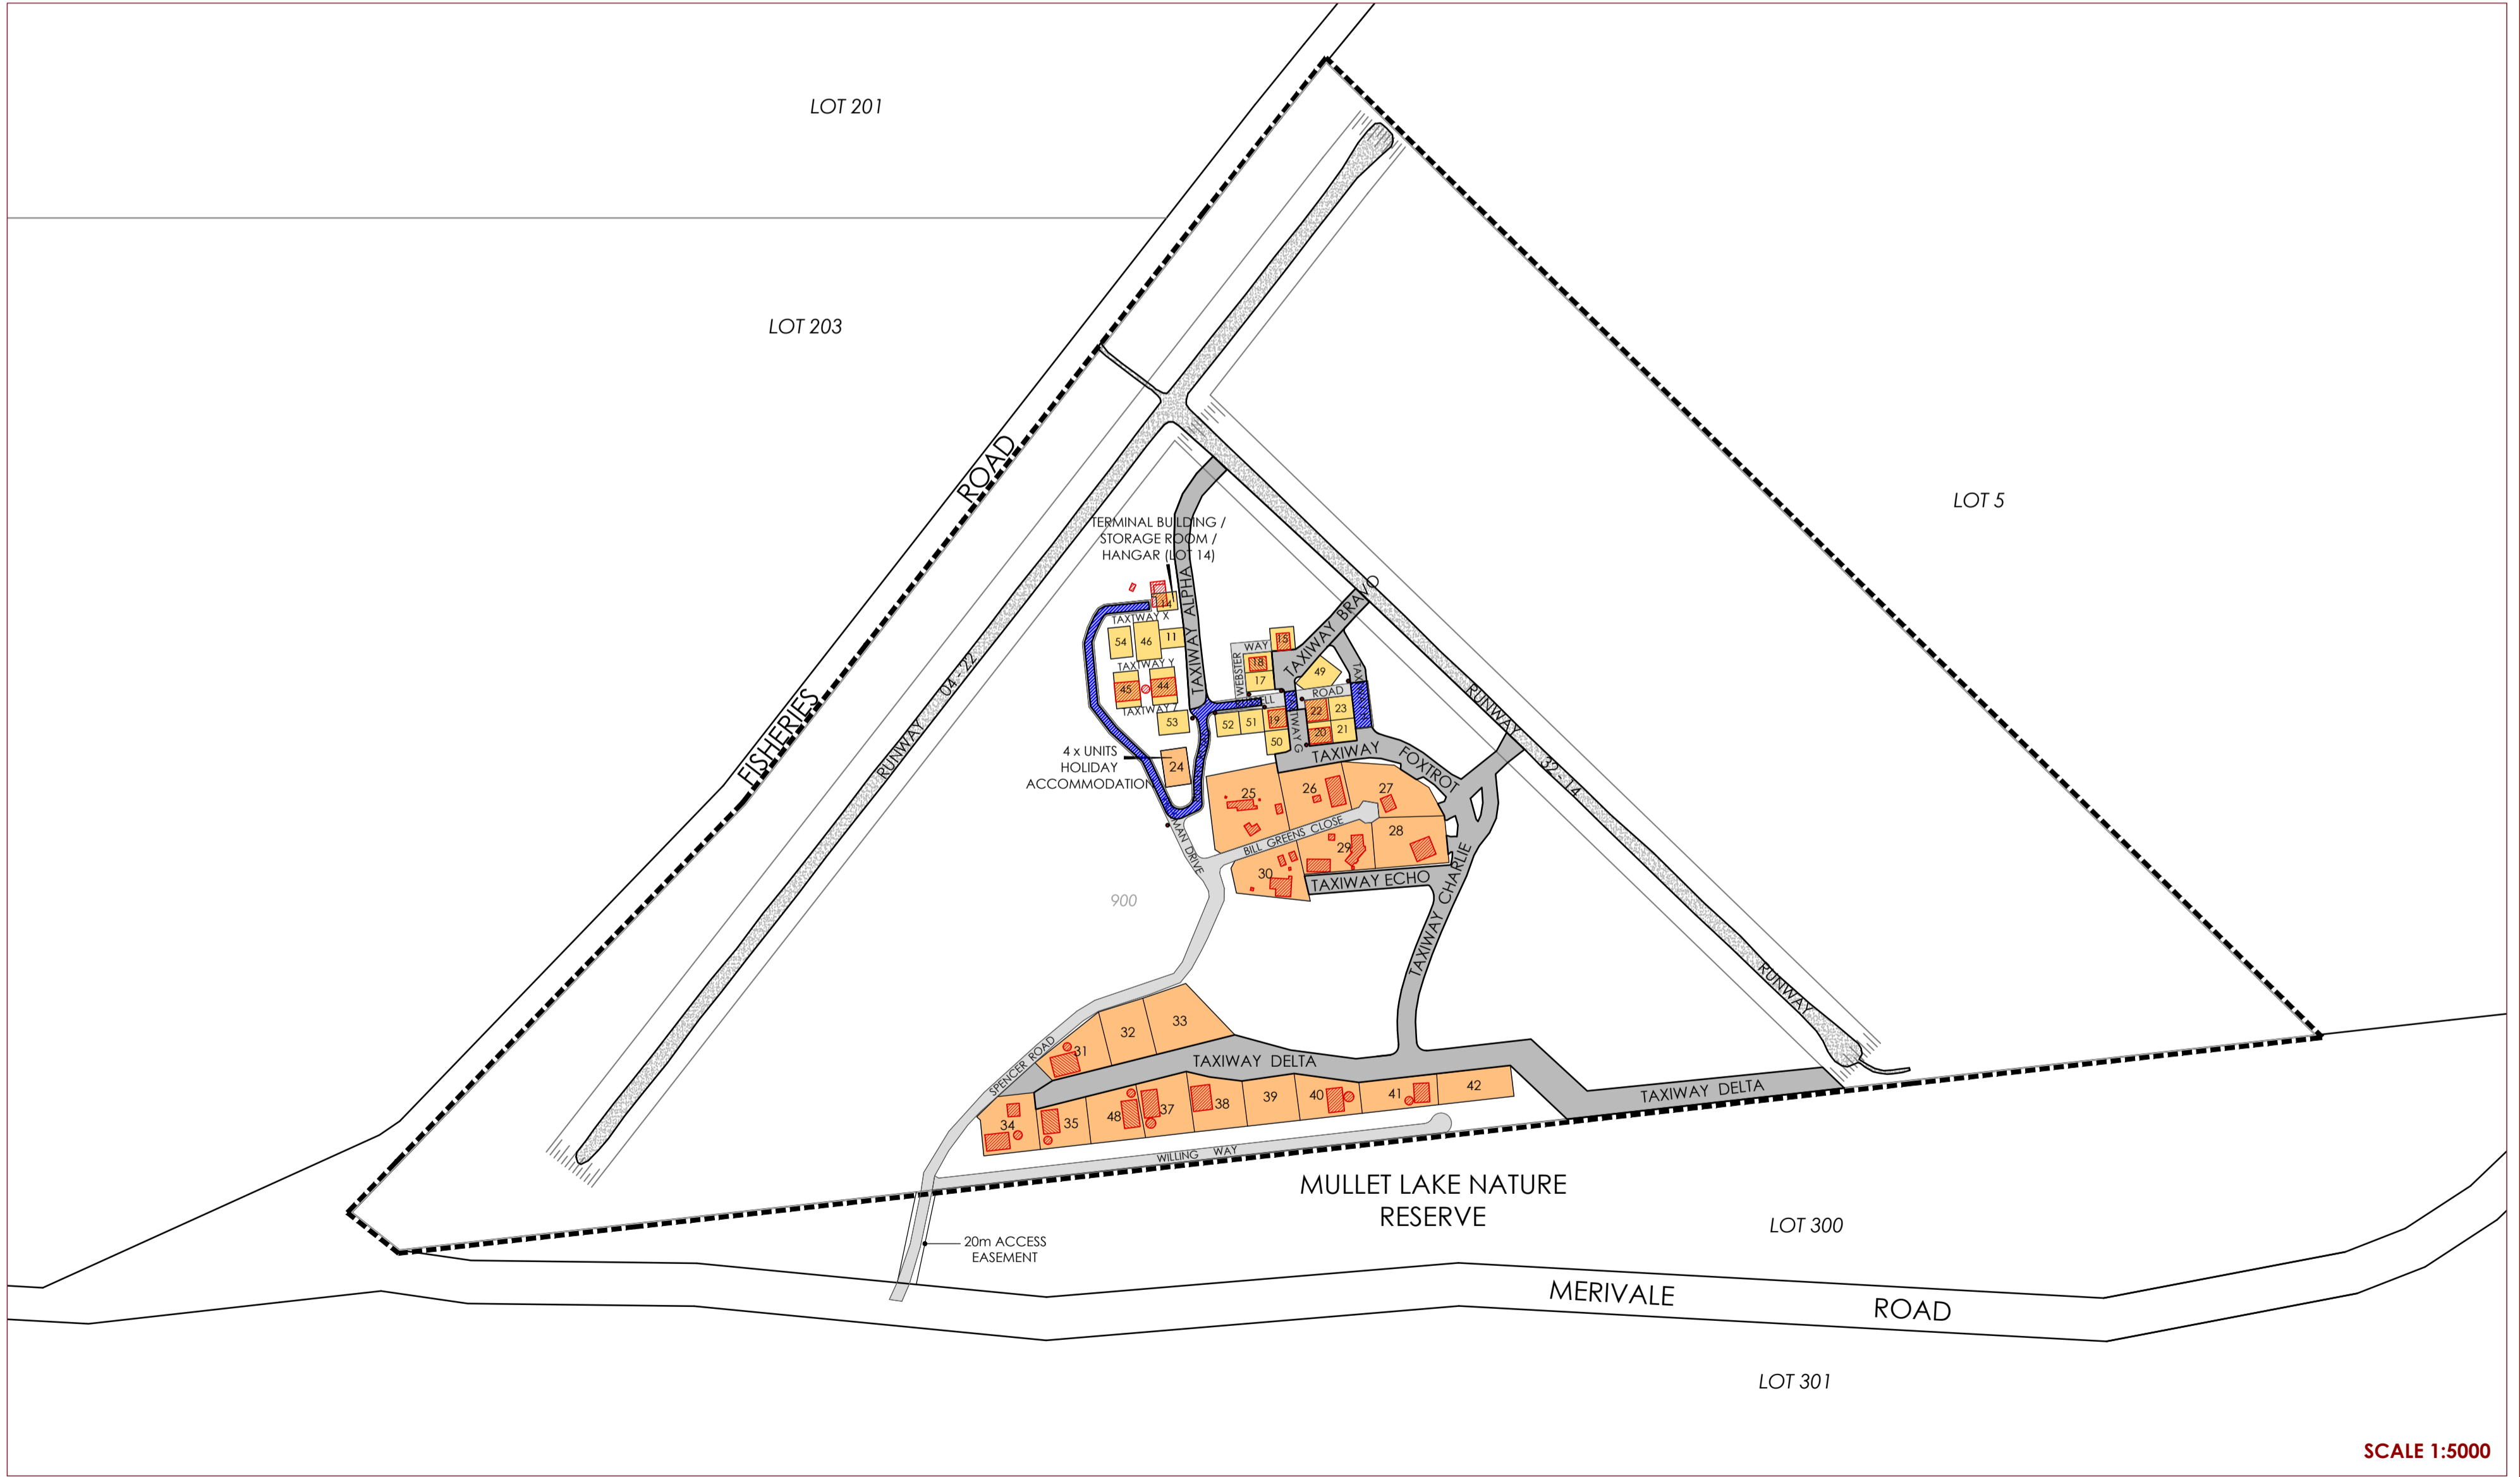 LOT 201
LOT 203
LOT 5
FISHERIES
ROAD
RUNWAY
04 - 22
TERMINAL BUILDING /
STORAGE ROOM /
HANGAR (LOT 14)
14
TAXIWAY ALPHA
TAXIWAY X
54
46
11
TAXIWAY Y
45
44
TAXIWAY
53
4 x UNITS
HOLIDAY
ACCOMMODATION
24
WAY
WEBSTER
15
18
17
TAXIWAY BRAVO
49
ROAD
52
51
19
50
TWAY G
22
23
20
21
TAXIWAY
FOXTROT
RUNWAY
32 - 14
RUNWAY
25
26
27
BILL GREENS CLOSE
28
29
30
MAN DRIVE
TAXIWAY ECHO
TAXIWAY CHARLIE
900
SPENCER ROAD
31
32
33
TAXIWAY DELTA
TAXIWAY DELTA
34
35
48
37
38
39
40
41
42
WILLING WAY
20m ACCESS
EASEMENT
MULLET LAKE NATURE
RESERVE
LOT 300
MERIVALE
ROAD
LOT 301
SCALE 1:5000